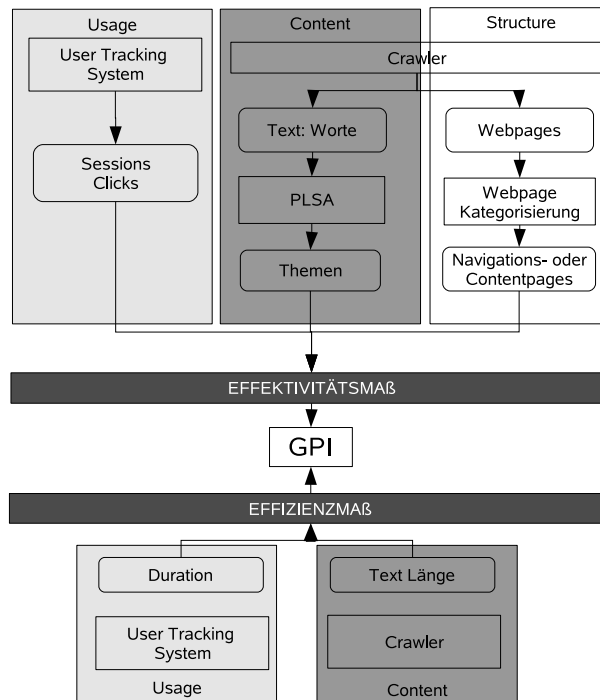 Usage
Content
Structure
User Tracking
System
Crawler
Text: Worte
Webpages
Sessions
Clicks
PLSA
Webpage
Kategorisierung
Themen
Navigations- oder
Contentpages
EFFEKTIVITÄTSMAß
GPI
EFFIZIENZMAß
Duration
Text Länge
User Tracking
System
Crawler
Usage
Content